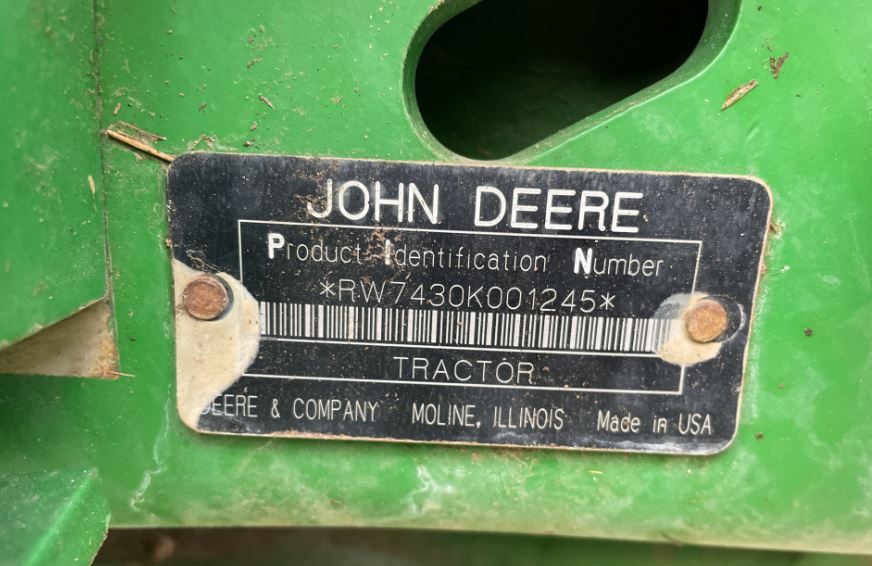 JOHN DEERE
Product Identification Number
*RW7430K001245*
TRACTOR
DEERE & COMPANY MOLINE, ILLINOIS Made in USA